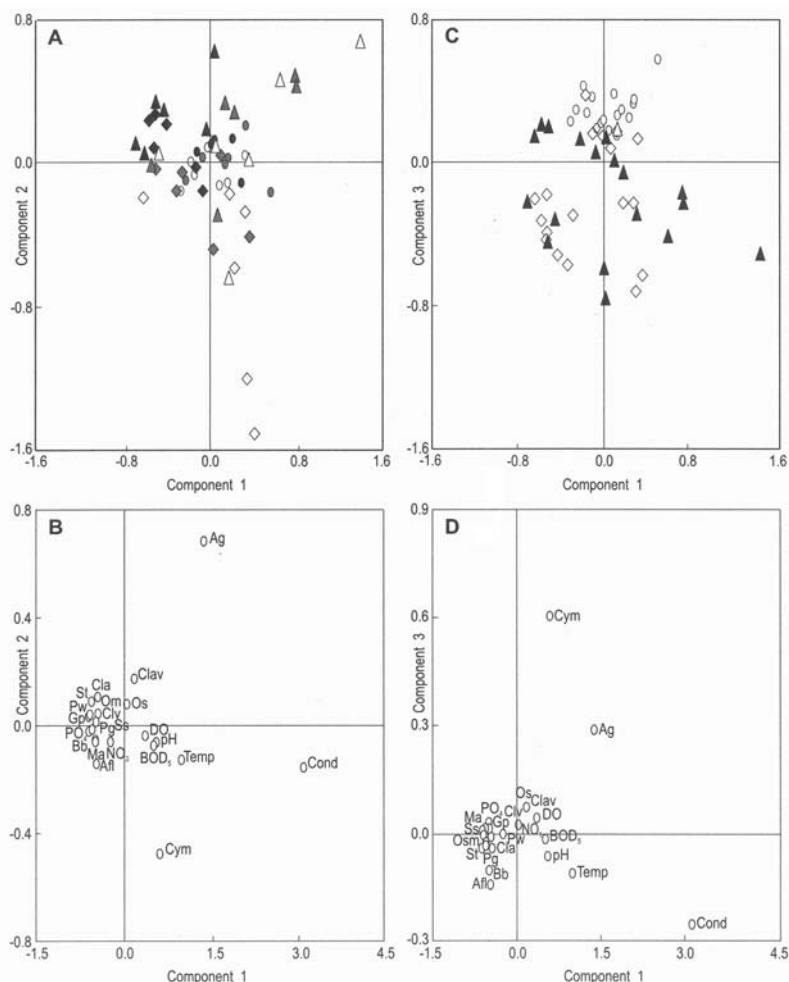 A
0.8
0.0
-0.8
-1.6
Component 2
-1.6
-0.8
0.0
0.8
1.6
Component 1
C
0.8
0.0
-0.8
-1.6
Component 3
-1.6
-0.8
0.0
0.8
1.6
Component 1
B
0.8
0.4
0.0
-0.4
-0.8
Component 2
Ag
Clav
Cla
St
Om
Os
Pw
Clv
Gp
Pg
Ss
DO
PO
pH
Bb
Ma
NO₃
BOD₅
Temp
Afl
Cond
Cym
-1.5
0.0
1.5
3.0
4.5
Component 1
D
0.9
0.6
0.3
0.0
-0.3
Component 3
Cym
Ag
Os
Clav
PO₄
Clv
DO
Ma
Gp
Ss
NO₃
BOD₅
Osm
Pw
Cla
pH
St
Pg
Bb
Temp
Afl
Cond
-1.5
0.0
1.5
3.0
4.5
Component 1